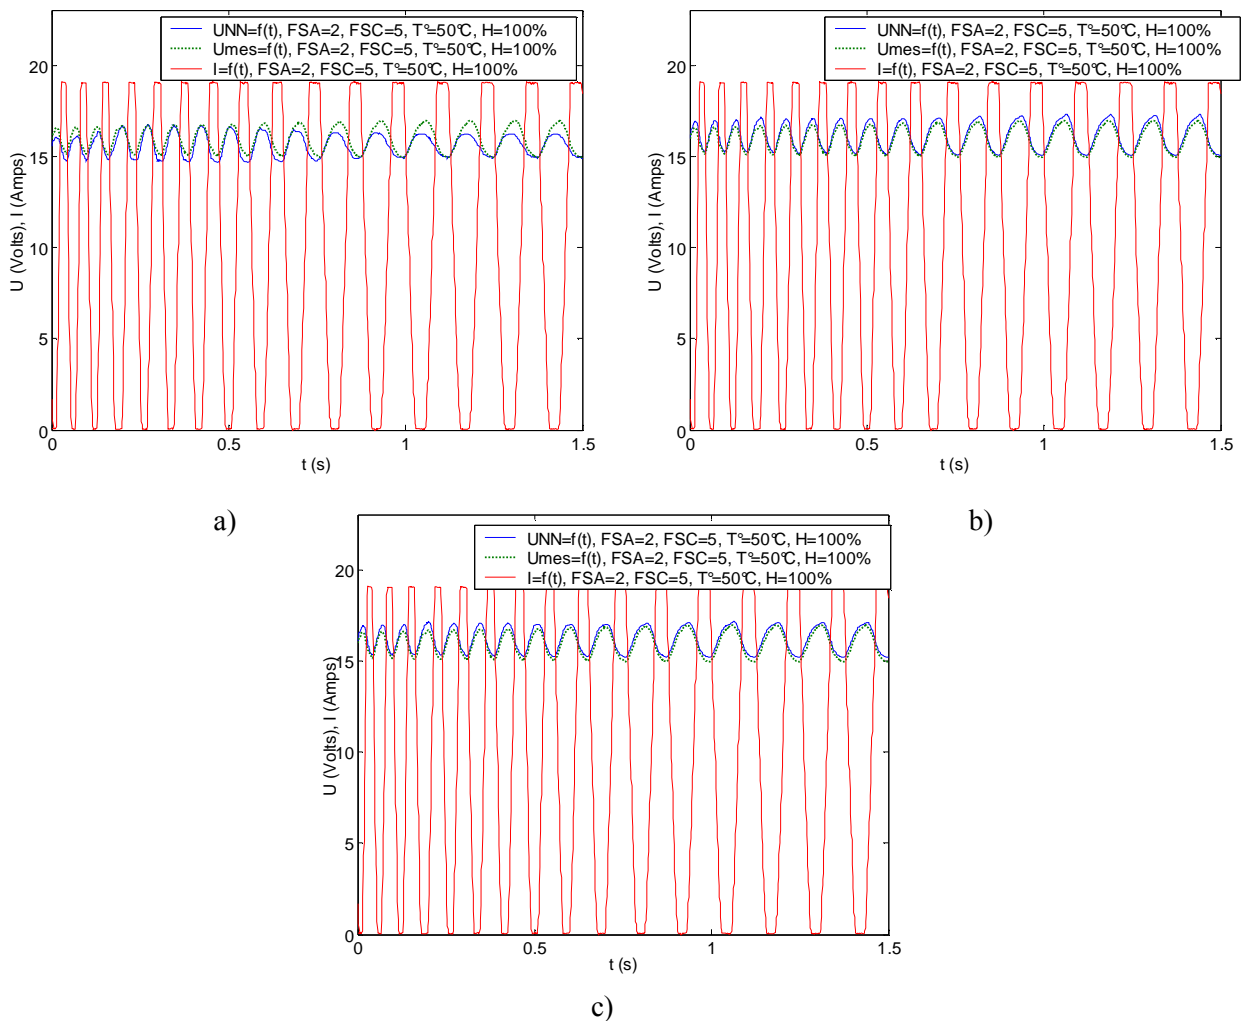 UNN=f(t), FSA=2, FSC=5, T°=50°C, H=100%
Umes=f(t), FSA=2, FSC=5, T°=50°C, H=100%
I=f(t), FSA=2, FSC=5, T°=50°C, H=100%
20
15
10
5
0
U (Volts), I (Amps)
0 0.5 1 1.5
t (s)
a)
UNN=f(t), FSA=2, FSC=5, T°=50°C, H=100%
Umes=f(t), FSA=2, FSC=5, T°=50°C, H=100%
I=f(t), FSA=2, FSC=5, T°=50°C, H=100%
20
15
10
5
0
U (Volts), I (Amps)
0 0.5 1 1.5
t (s)
b)
UNN=f(t), FSA=2, FSC=5, T°=50°C, H=100%
Umes=f(t), FSA=2, FSC=5, T°=50°C, H=100%
I=f(t), FSA=2, FSC=5, T°=50°C, H=100%
20
15
10
5
0
U (Volts), I (Amps)
0 0.5 1 1.5
t (s)
c)